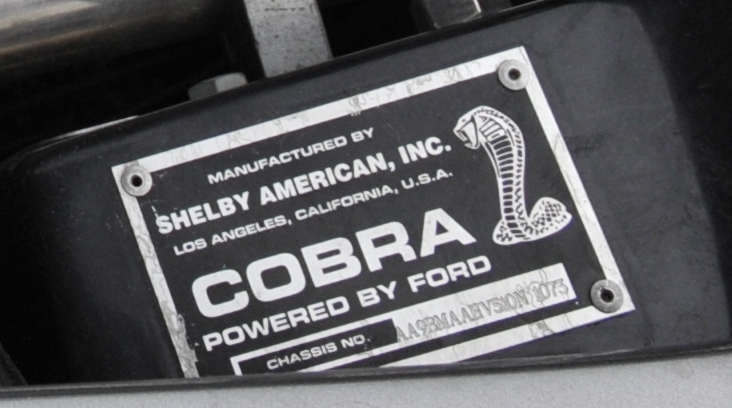 MANUFACTURED BY
SHELBY AMERICAN, INC.
LOS ANGELES, CALIFORNIA, U.S.A.
COBRA
POWERED BY FORD
CHASSIS NO.